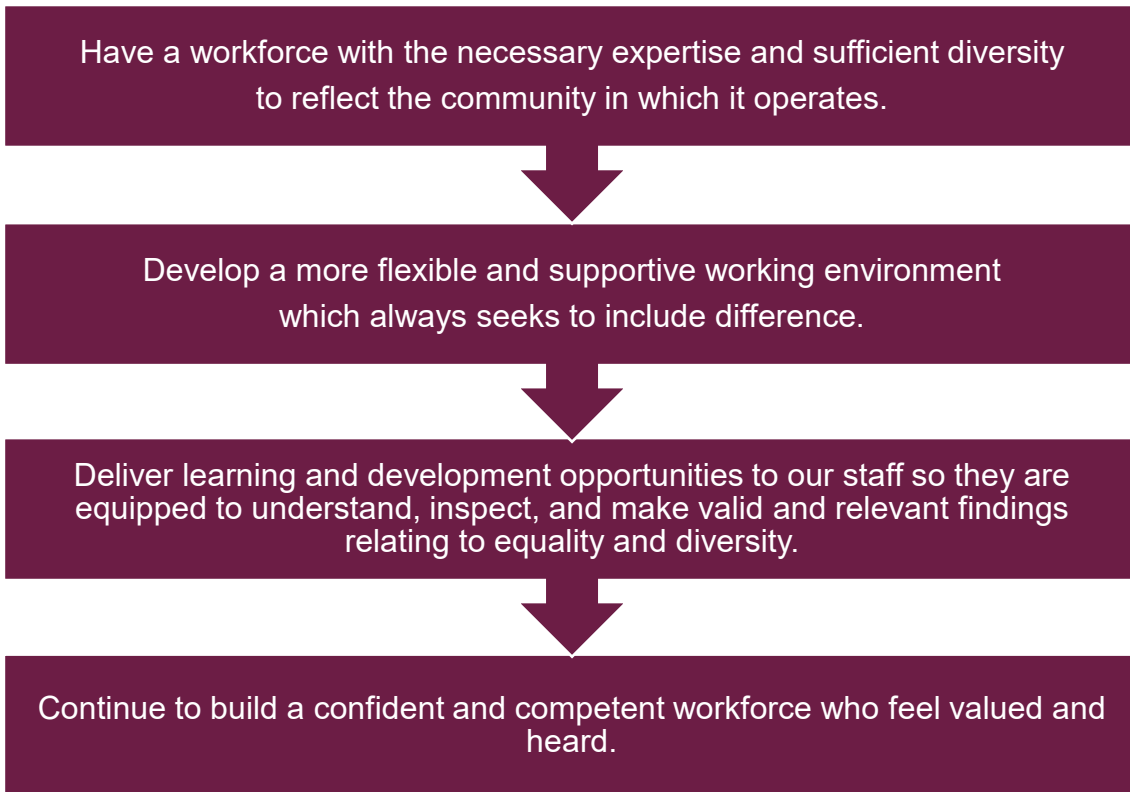 Have a workforce with the necessary expertise and sufficient diversity
to reflect the community in which it operates.
Develop a more flexible and supportive working environment
which always seeks to include difference.
Deliver learning and development opportunities to our staff so they are
equipped to understand, inspect, and make valid and relevant findings
relating to equality and diversity.
Continue to build a confident and competent workforce who feel valued and
heard.